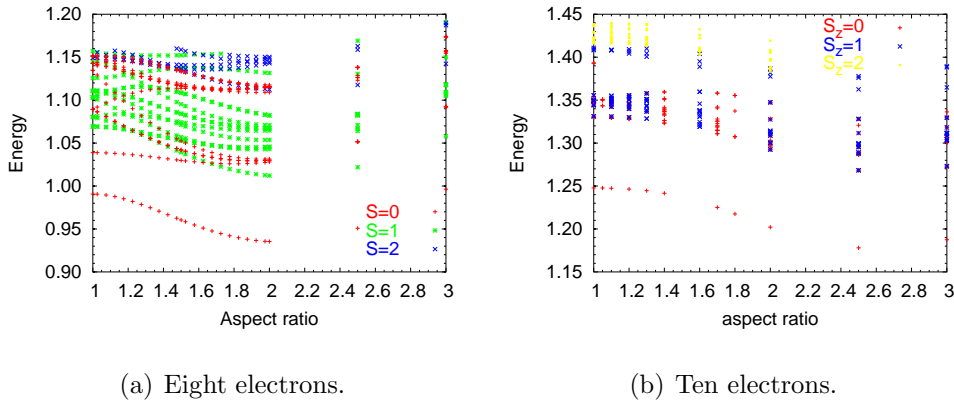 1.20
1.15
1.10
1.05
1.00
0.95
0.90
Energy
1 1.2 1.4 1.6 1.8 2 2.2 2.4 2.6 2.8 3
Aspect ratio
S=0
S=1
S=2
(a) Eight electrons.
1.45
1.40
1.35
1.30
1.25
1.20
1.15
Energy
1 1.2 1.4 1.6 1.8 2 2.2 2.4 2.6 2.8 3
aspect ratio
Sz=0
Sz=1
Sz=2
(b) Ten electrons.